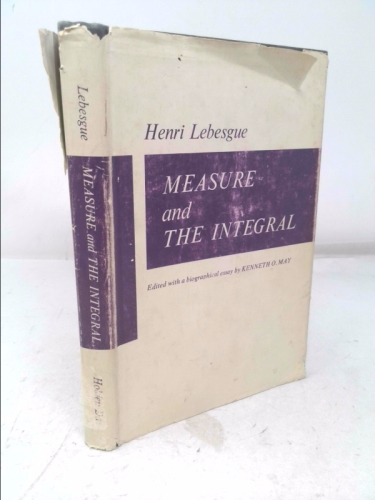 Henri Lebesgue
MEASURE
and
THE INTEGRAL
Edited with a biographical essay by KENNETH O. MAY
Lebesgue
MEASURE and THE INTEGRAL